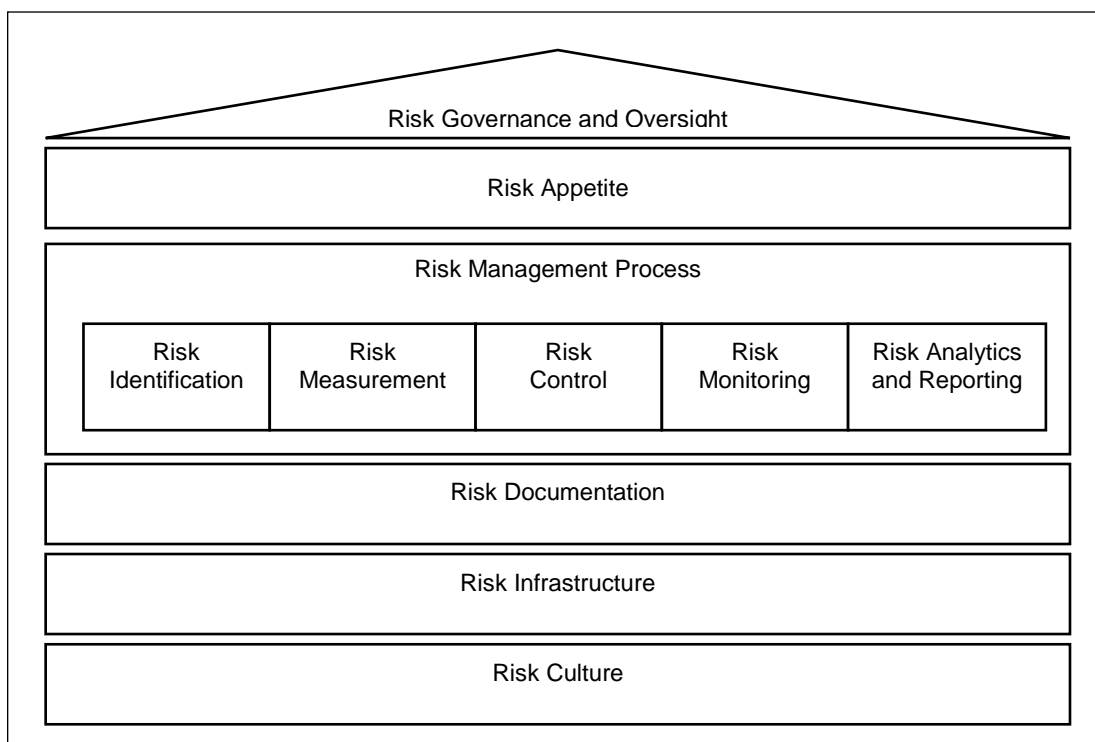 Risk Governance and Oversight
Risk Appetite
Risk Management Process
Risk
Identification
Risk
Measurement
Risk
Control
Risk
Monitoring
Risk Analytics
and Reporting
Risk Documentation
Risk Infrastructure
Risk Culture